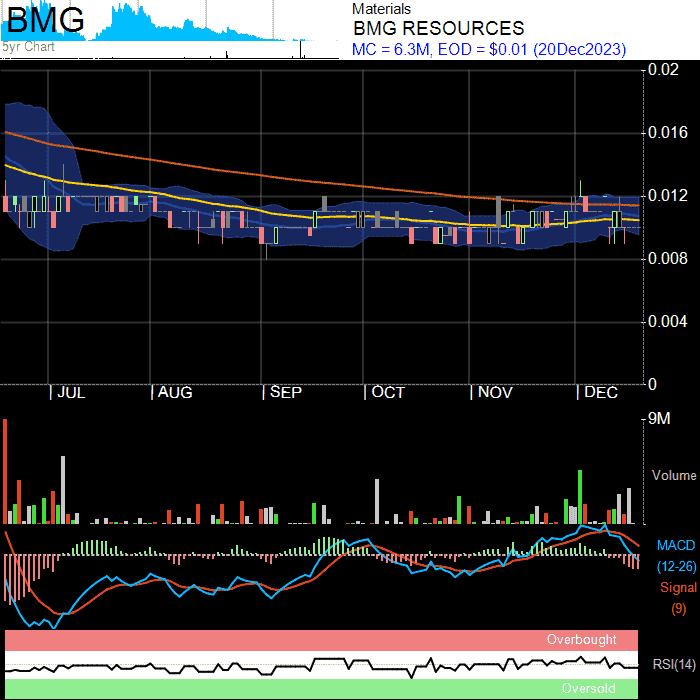 BMG
5yr Chart
Materials
BMG RESOURCES
MC = 6.3M, EOD = $0.01 (20Dec2023)
0.02
0.016
0.012
0.008
0.004
0
| JUL | AUG | SEP | OCT | NOV | DEC
9M
Volume
MACD
(12-26)
Signal
(9)
Overbought
RSI(14)
Oversold